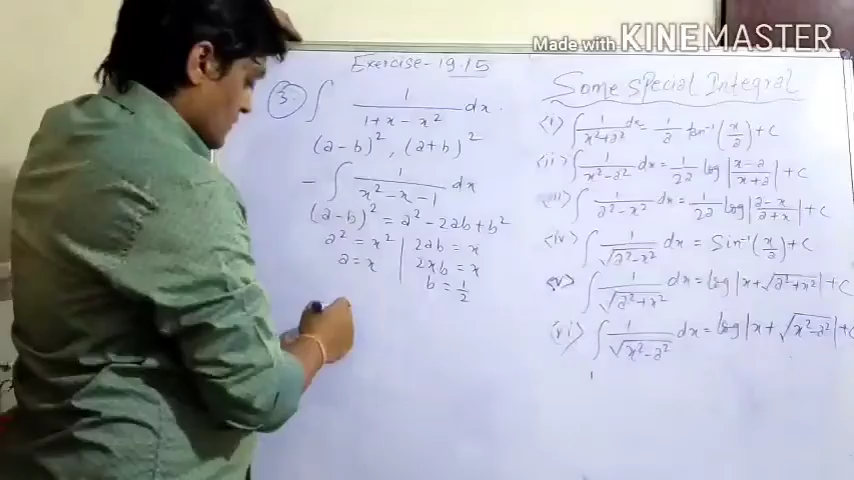 Made with KINEMASTER
Exercise-19.15
③ ∫ 1/(1+x-x²) dx.
(a-b)², (a+b)²
- ∫ 1/(x²-x-1) dx
(a-b)² = a²-2ab+b²
a² = x² | 2ab = x
a = x | 2xb = x
b = 1/2
Some Special Integral
(i) ∫ 1/(x²+a²) dx = 1/a tan⁻¹(x/a)+C
(ii) ∫ 1/(x²-a²) dx = 1/2a log|(x-a)/(x+a)|+C
(iii) ∫ 1/(a²-x²) dx = 1/2a log|(a-x)/(a+x)|+C
(iv) ∫ 1/√(a²-x²) dx = Sin⁻¹(x/a)+C
(v) ∫ 1/√(a²+x²) dx = log|x+√(a²+x²)|+C
(vi) ∫ 1/√(x²-a²) dx = log|x+√(x²-a²)|+C